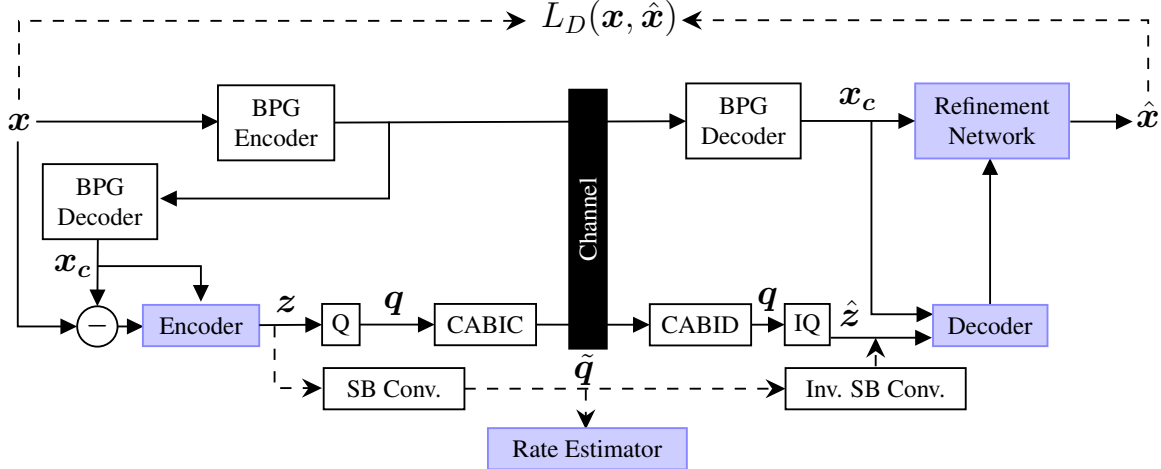 L_D(x, x̂)
x
BPG
Encoder
BPG
Decoder
x_c
Refinement
Network
x̂
BPG
Decoder
Channel
x_c
−
Encoder
z
Q
q
CABIC
CABID
q
IQ
ẑ
Decoder
SB Conv.
q̃
Inv. SB Conv.
Rate Estimator